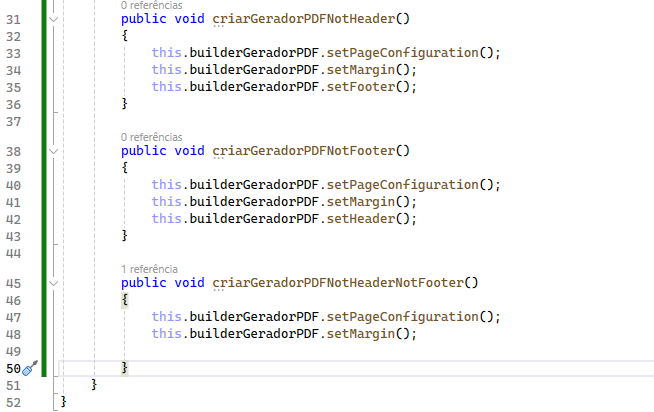 0 referências
31 public void criarGeradorPDFNotHeader()
32 {
33 this.builderGeradorPDF.setPageConfiguration();
34 this.builderGeradorPDF.setMargin();
35 this.builderGeradorPDF.setFooter();
36 }
37
0 referências
38 public void criarGeradorPDFNotFooter()
39 {
40 this.builderGeradorPDF.setPageConfiguration();
41 this.builderGeradorPDF.setMargin();
42 this.builderGeradorPDF.setHeader();
43 }
44
1 referência
45 public void criarGeradorPDFNotHeaderNotFooter()
46 {
47 this.builderGeradorPDF.setPageConfiguration();
48 this.builderGeradorPDF.setMargin();
49
50 }
51 }
52 }